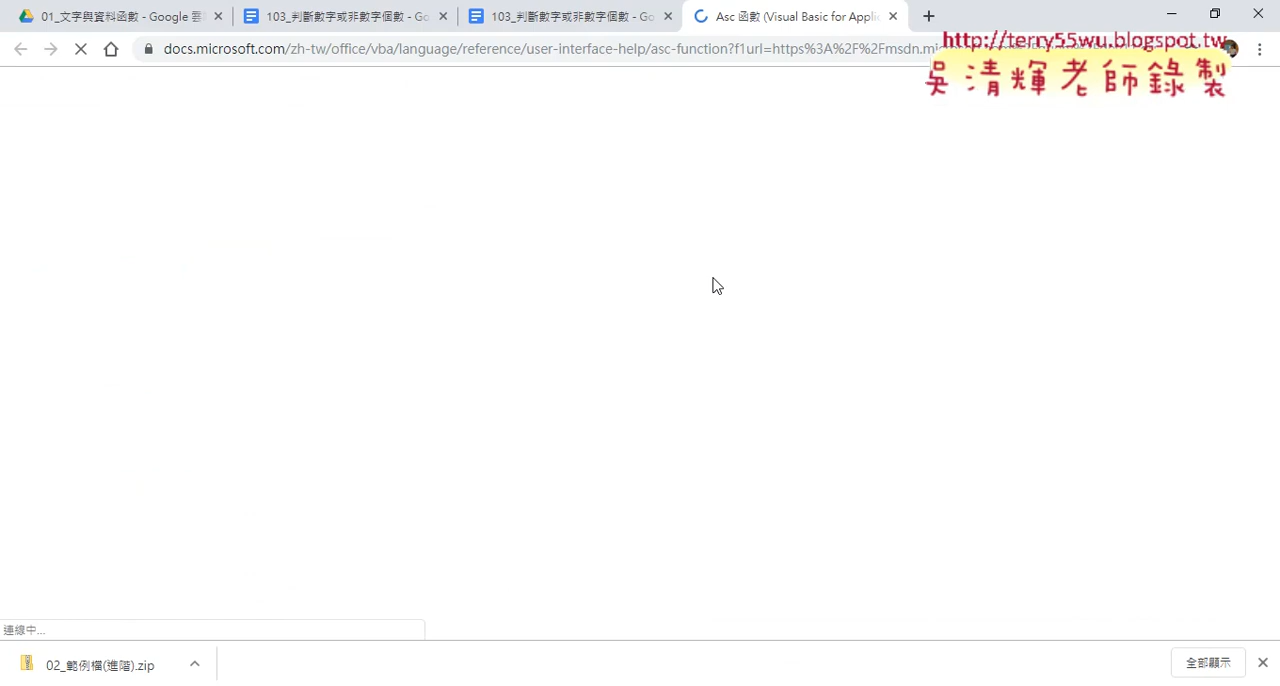 01_文字與資料函數 - Google 雲
103_判斷數字或非數字個數 - Go
103_判斷數字或非數字個數 - Go
Asc 函數 (Visual Basic for Applic
docs.microsoft.com/zh-tw/office/vba/language/reference/user-interface-help/asc-function?f1url=https%3A%2F%2Fmsdn.mi
http://terry55wu.blogspot.tw
吳清輝老師錄製
連線中...
02_範例檔(進階).zip
全部顯示